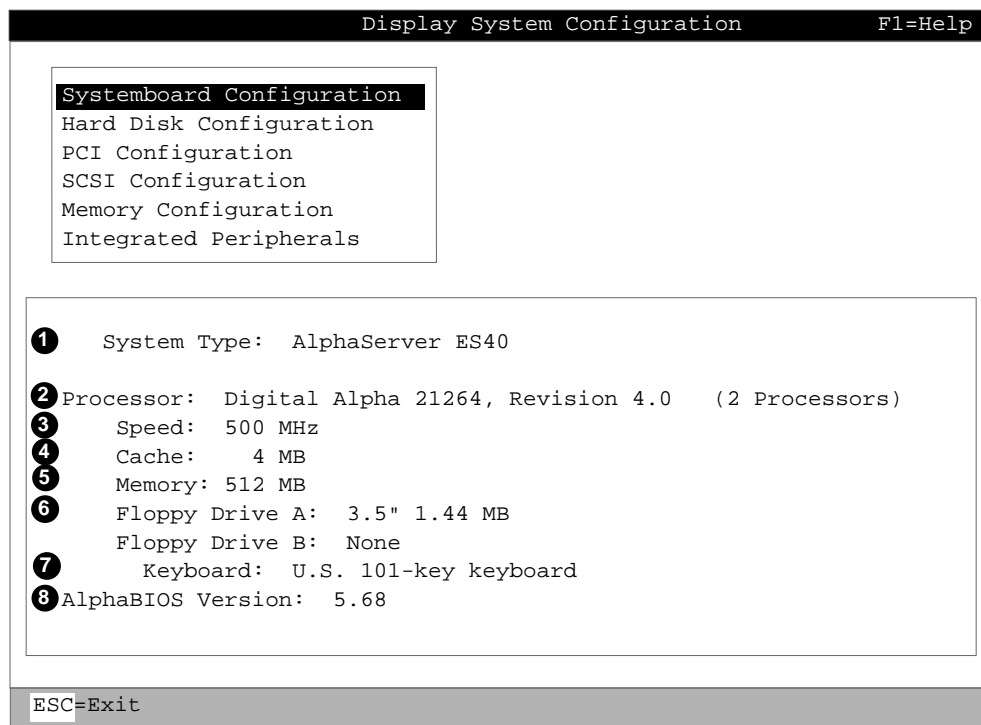 Display System Configuration F1=Help
Systemboard Configuration
Hard Disk Configuration
PCI Configuration
SCSI Configuration
Memory Configuration
Integrated Peripherals
1 System Type: AlphaServer ES40
2 Processor: Digital Alpha 21264, Revision 4.0 (2 Processors)
3 Speed: 500 MHz
4 Cache: 4 MB
5 Memory: 512 MB
6 Floppy Drive A: 3.5" 1.44 MB
Floppy Drive B: None
7 Keyboard: U.S. 101-key keyboard
8 AlphaBIOS Version: 5.68
ESC=Exit